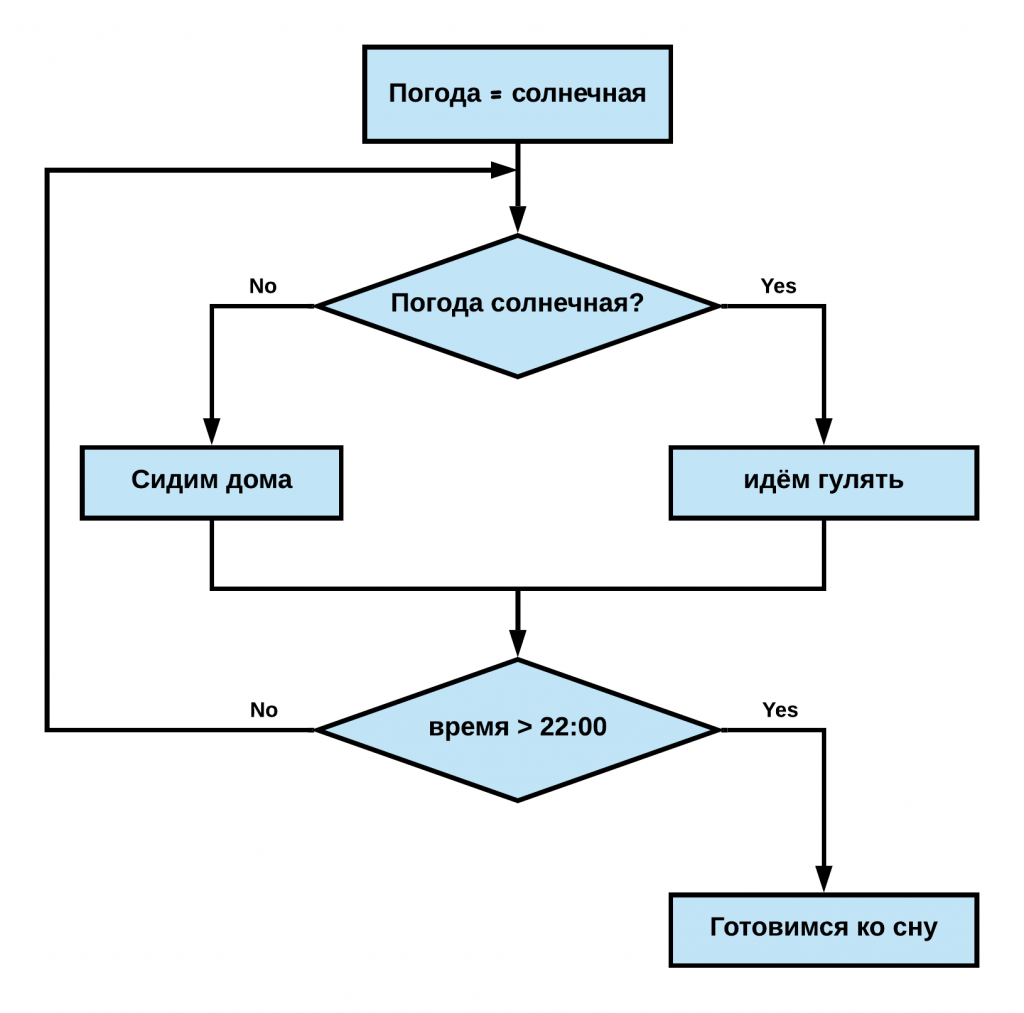 Погода = солнечная
No
Yes
Погода солнечная?
Сидим дома
идём гулять
No
Yes
время > 22:00
Готовимся ко сну